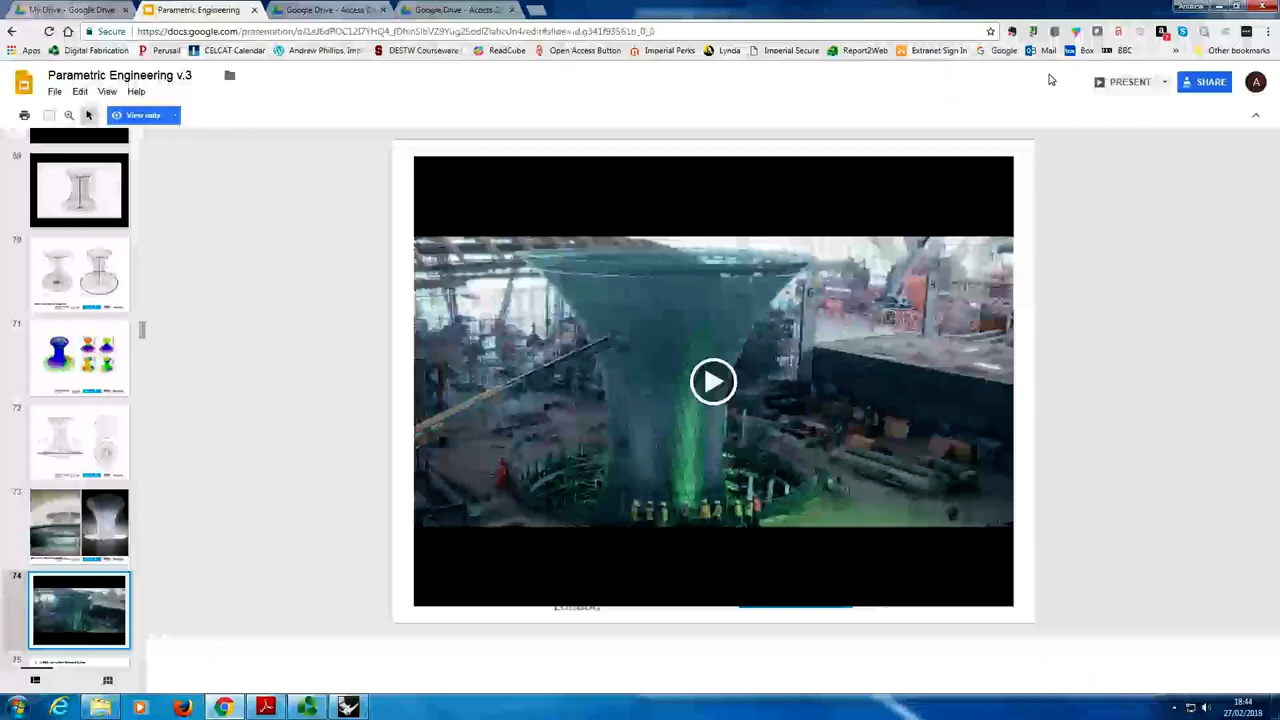 Andrew
My Drive - Google Drive
Parametric Engineering
Google Drive - Access D
Google Drive - Access D
Secure
Apps
Digital Fabrication
Perusall
CELCAT Calendar
Andrew Phillips, Imp
DESTW Courseware
ReadCube
Open Access Button
Imperial Perks
Lynda
Imperial Secure
Report2Web
Extranet Sign In
Google
Mail
Box
BBC
Other bookmarks
Parametric Engineering v.3
File Edit View Help
PRESENT
SHARE
A
View only
69
70
71
72
73
74
75
18:44
27/02/2018